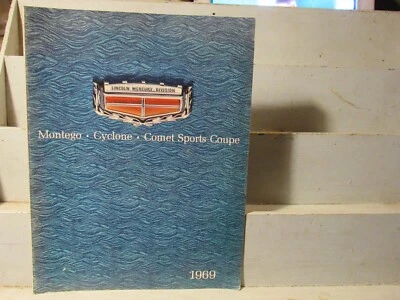 LINCOLN MERCURY DIVISION
Montego • Cyclone • Comet Sports Coupe
1969